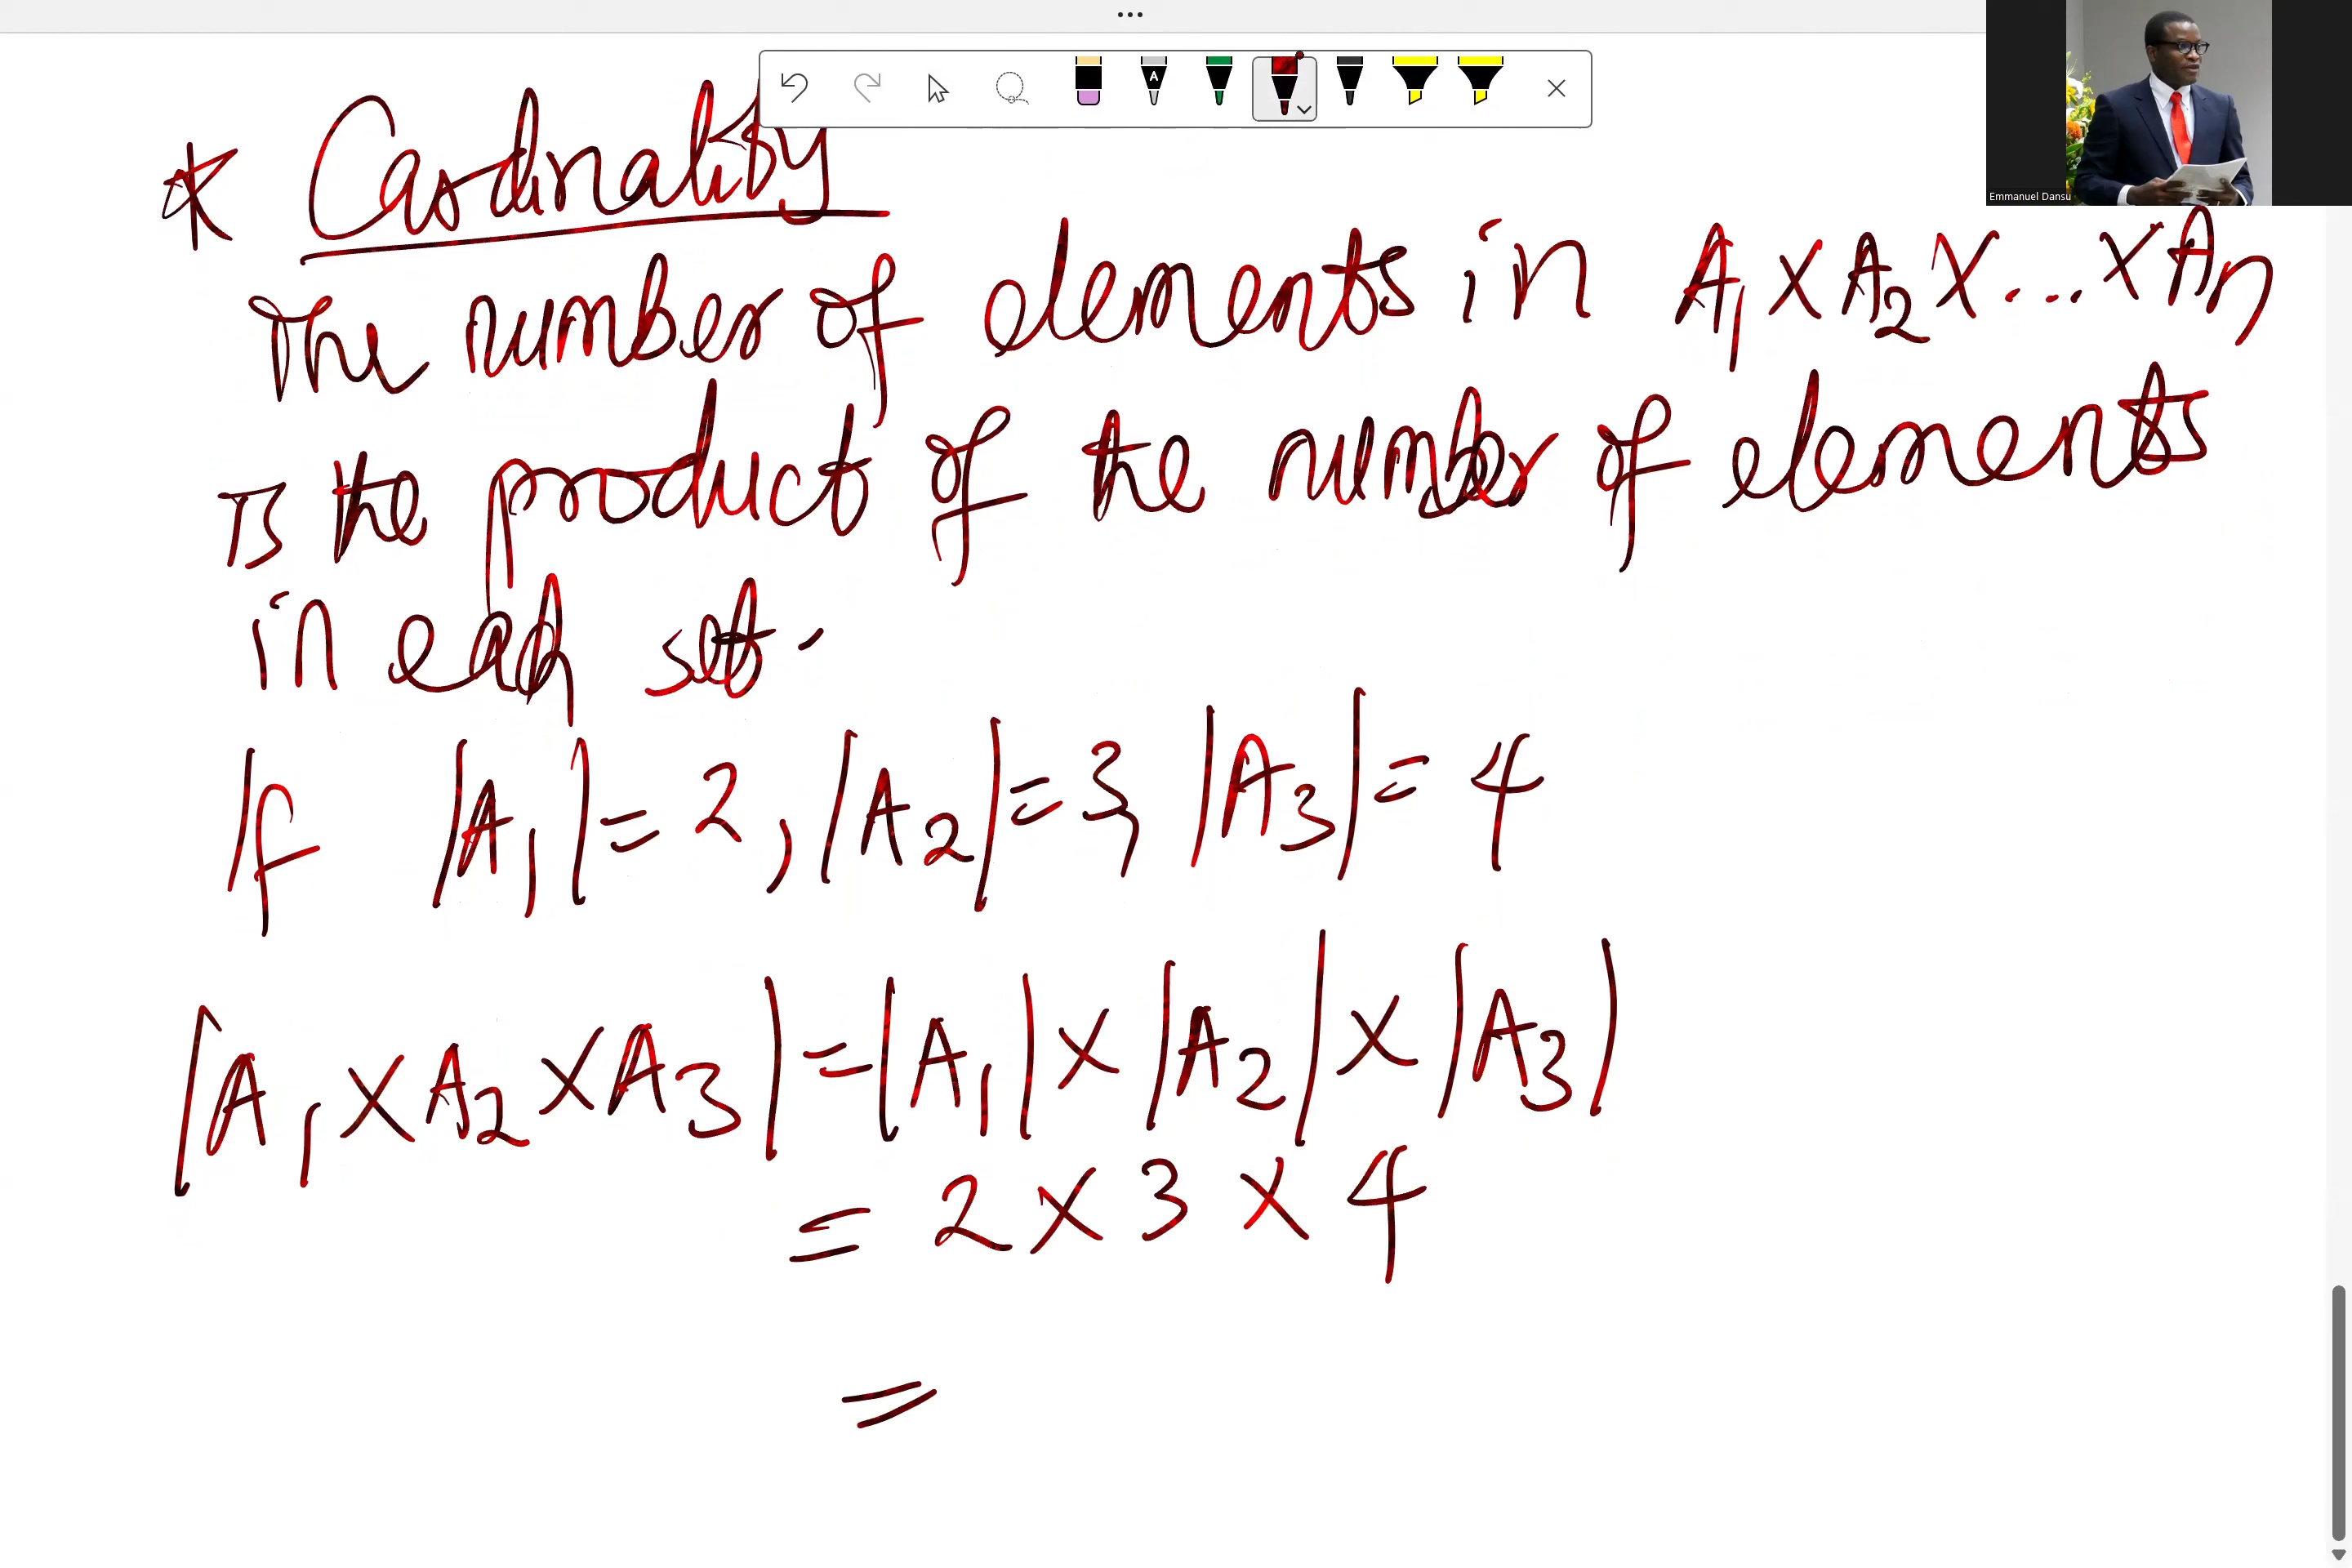 Emmanuel Dansu
* Cardinality
The number of elements in A₁ × A₂ × ... × Aₙ
is the product of the number of elements
in each set.
If |A₁| = 2, |A₂| = 3, |A₃| = 4
|A₁ × A₂ × A₃| = |A₁| × |A₂| × |A₃|
= 2 × 3 × 4
=